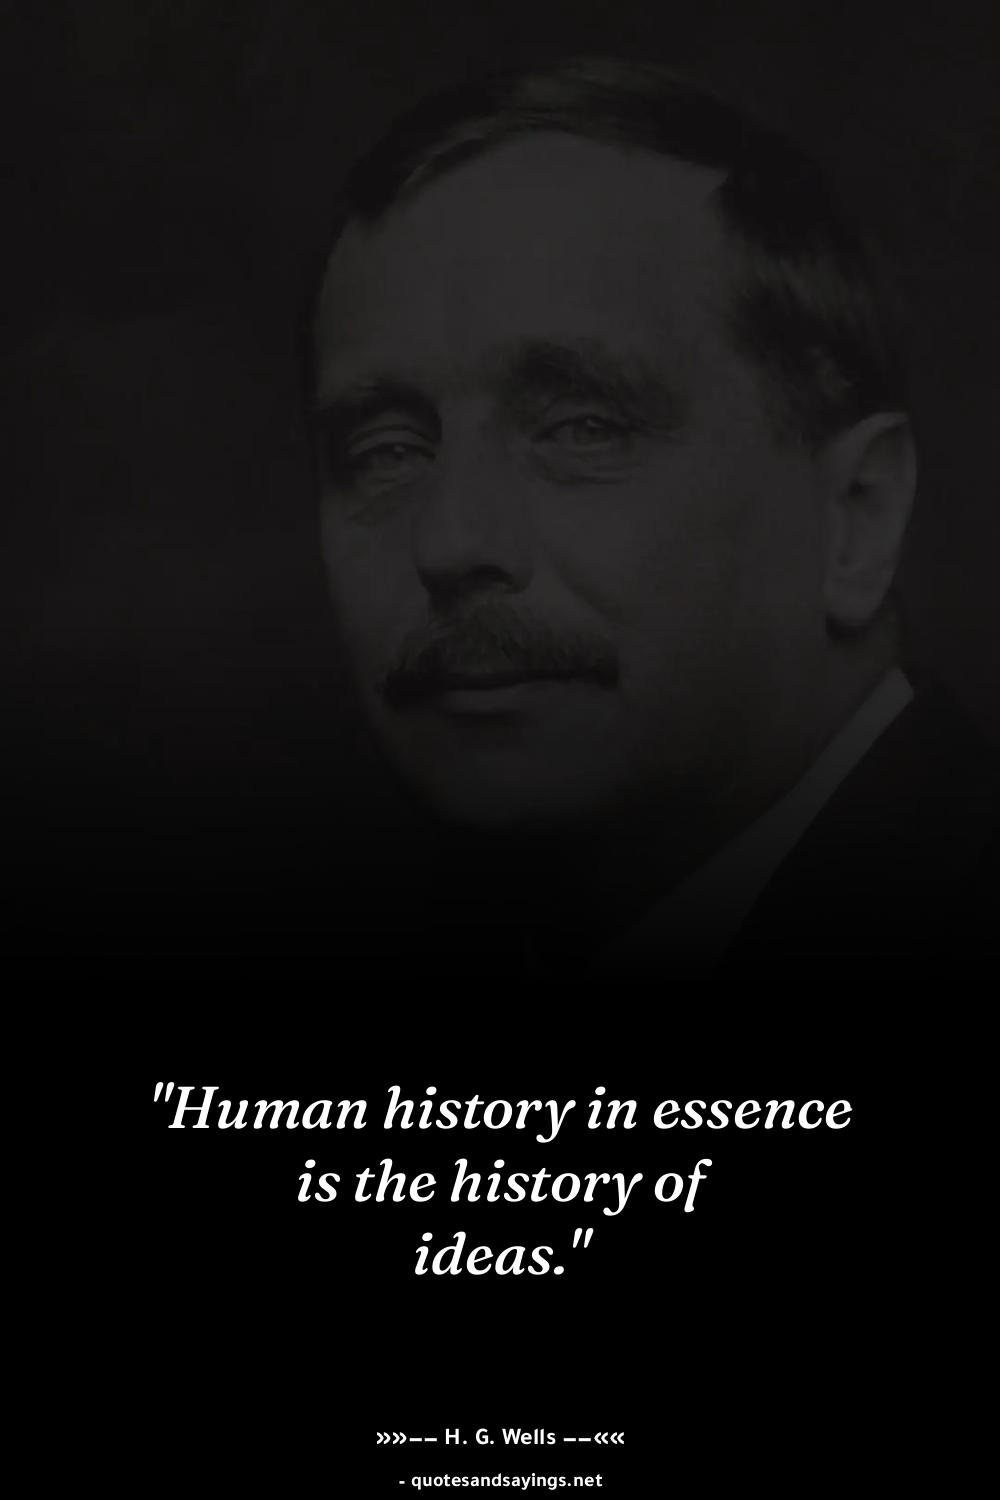 "Human history in essence
is the history of
ideas."
»»–– H. G. Wells ––««
- quotesandsayings.net